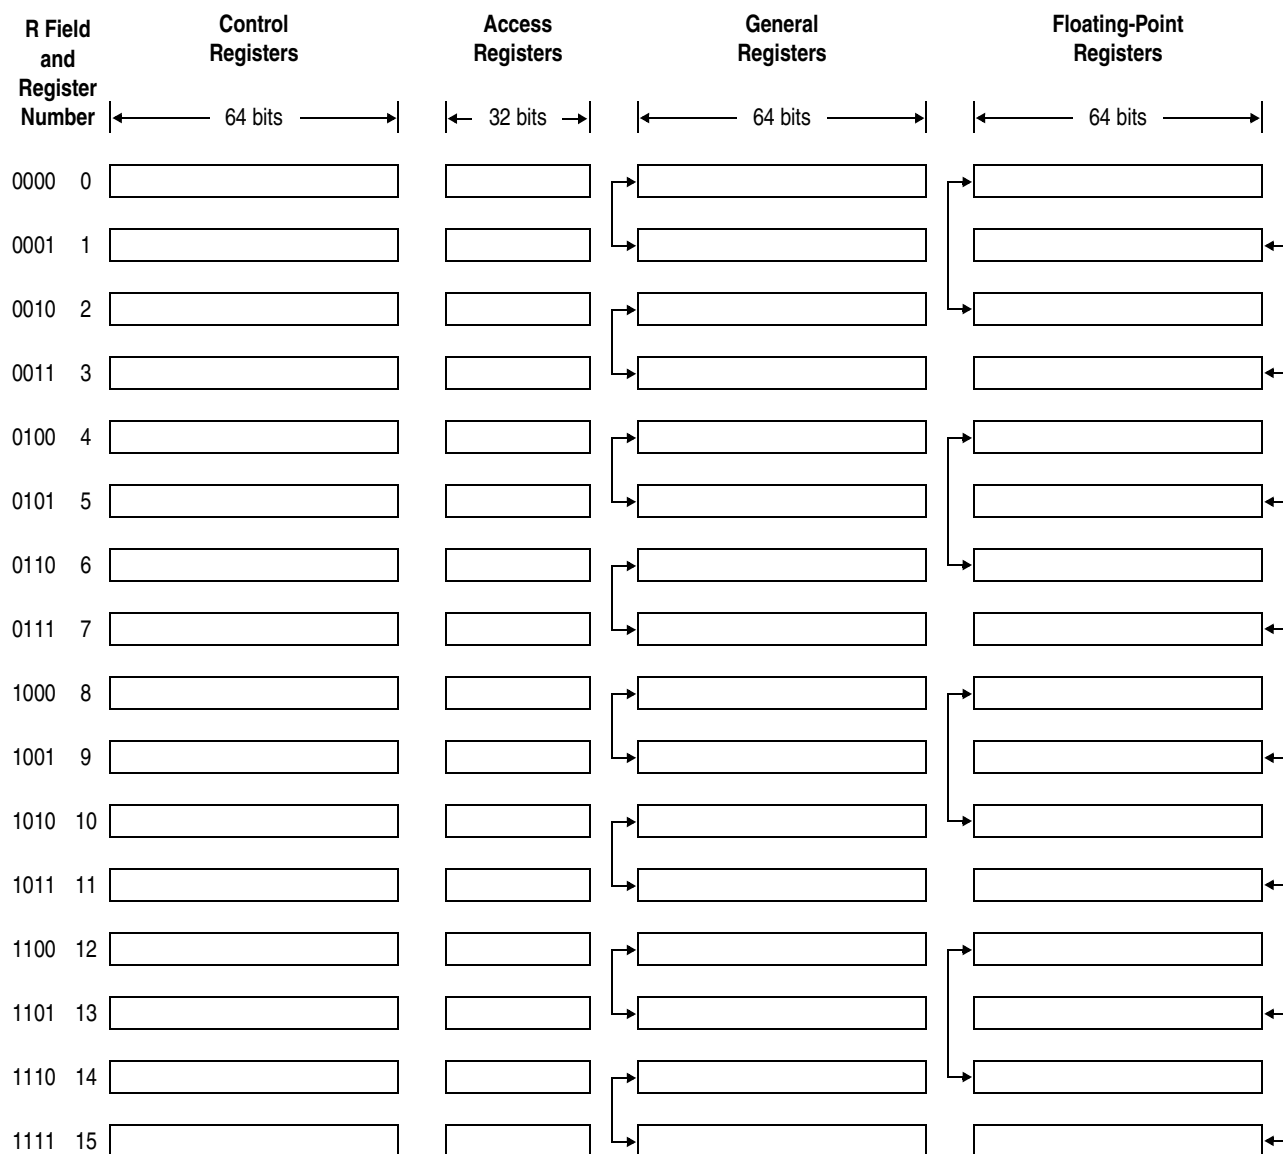 R Field
and
Register
Number
Control
Registers
Access
Registers
General
Registers
Floating-Point
Registers
64 bits
32 bits
64 bits
64 bits
0000 0
0001 1
0010 2
0011 3
0100 4
0101 5
0110 6
0111 7
1000 8
1001 9
1010 10
1011 11
1100 12
1101 13
1110 14
1111 15